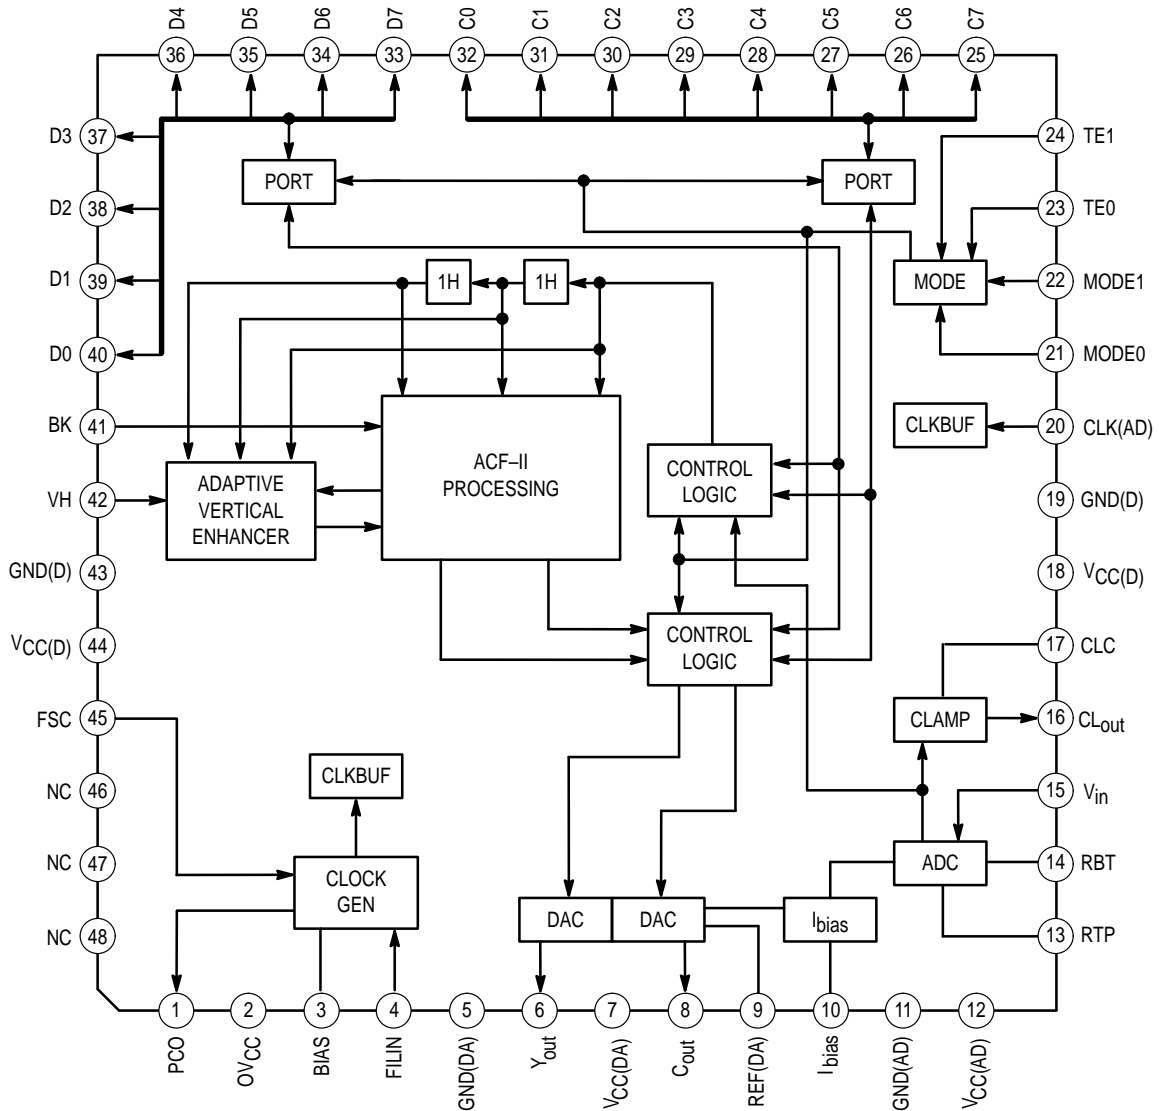 D4 D5 D6 D7 C0 C1 C2 C3 C4 C5 C6 C7
36 35 34 33 32 31 30 29 28 27 26 25
D3 37
24 TE1
PORT
PORT
D2 38
23 TE0
D1 39
1H
1H
MODE
22 MODE1
D0 40
21 MODE0
BK 41
CLKBUF
20 CLK(AD)
ACF–II
PROCESSING
CONTROL
LOGIC
ADAPTIVE
VERTICAL
ENHANCER
VH 42
19 GND(D)
GND(D) 43
18 VCC(D)
CONTROL
LOGIC
VCC(D) 44
17 CLC
FSC 45
CLAMP
16 CLout
CLKBUF
NC 46
15 Vin
NC 47
CLOCK
GEN
ADC
14 RBT
DAC
DAC
Ibias
NC 48
13 RTP
1 2 3 4 5 6 7 8 9 10 11 12
PCO OVCC BIAS FILIN GND(DA) Yout VCC(DA) Cout REF(DA) Ibias GND(AD) VCC(AD)